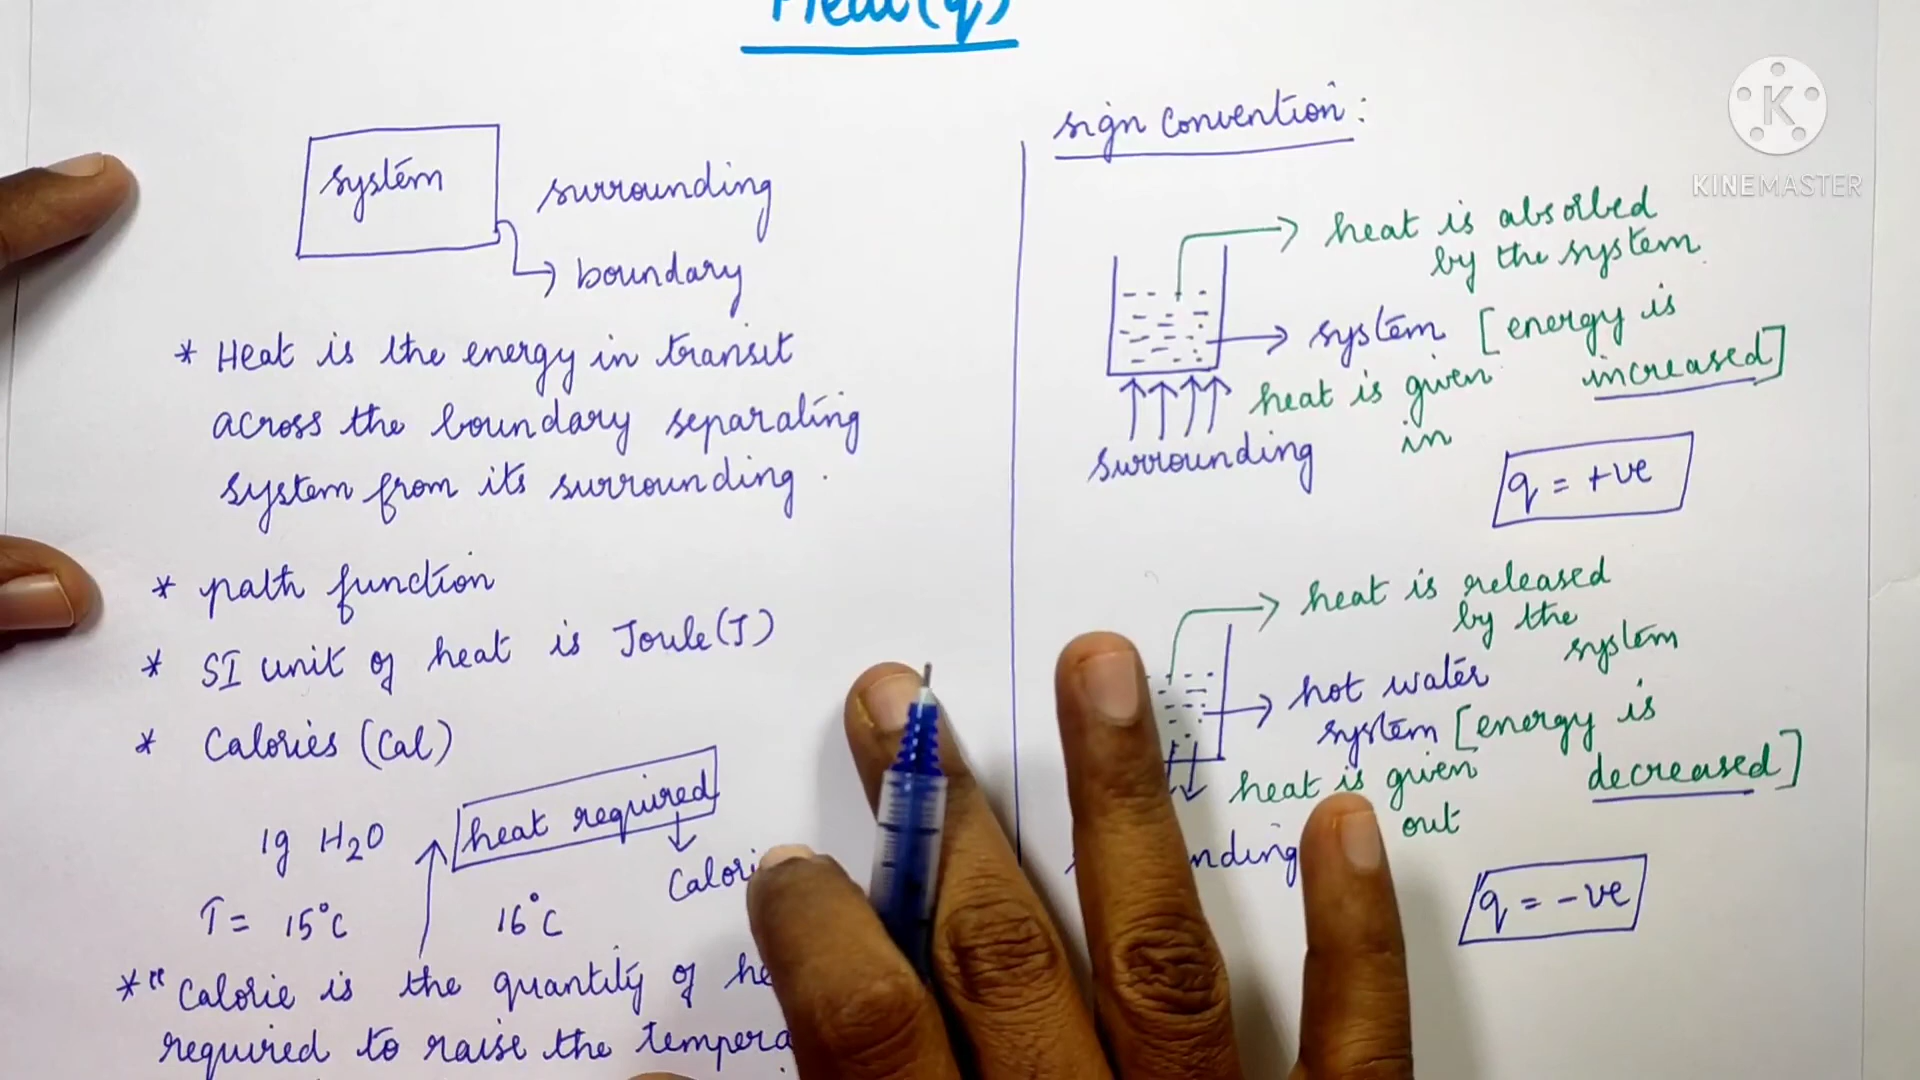 Heat (q)
system
surrounding
boundary
* Heat is the energy in transit
across the boundary separating
system from its surrounding.
* path function
* SI unit of heat is Joule(J)
* Calories (Cal)
1g H2O
heat required
T = 15°C
16°C
*" Calorie is the quantity of
required to raise the
sign convention:
heat is absorbed
by the system
system [energy is
increased]
heat is given
in
surrounding
q = +ve
heat is released
by the
system
hot water
system [energy is
decreased]
heat is given
out
q = -ve
KINEMASTER